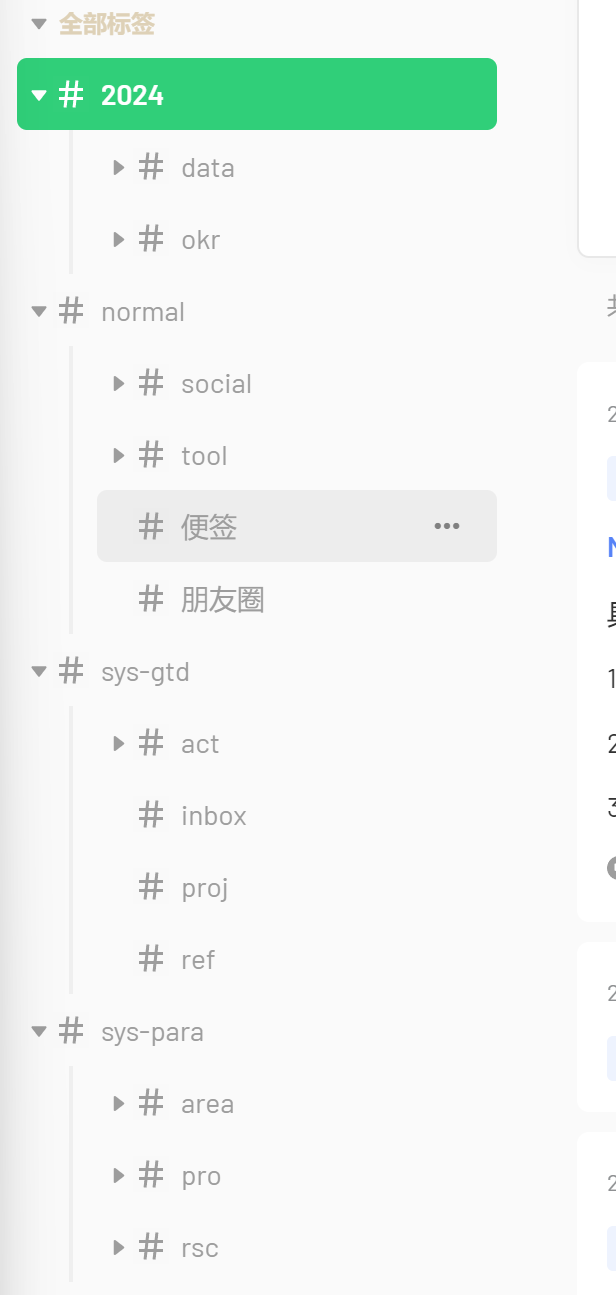 全部标签
# 2024
# data
# okr
# normal
# social
# tool
# 便签
# 朋友圈
# sys-gtd
# act
# inbox
# proj
# ref
# sys-para
# area
# pro
# rsc